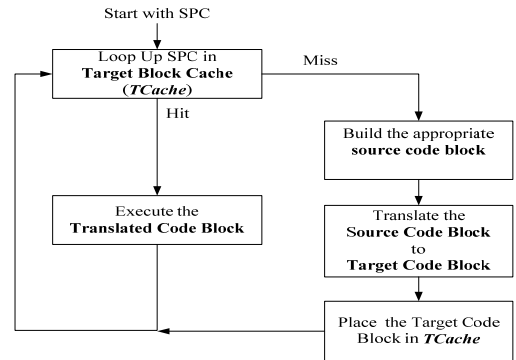 Start with SPC
Loop Up SPC in
Target Block Cache
(TCache)
Miss
Hit
Build the appropriate
source code block
Execute the
Translated Code Block
Translate the
Source Code Block
to
Target Code Block
Place the Target Code
Block in TCache